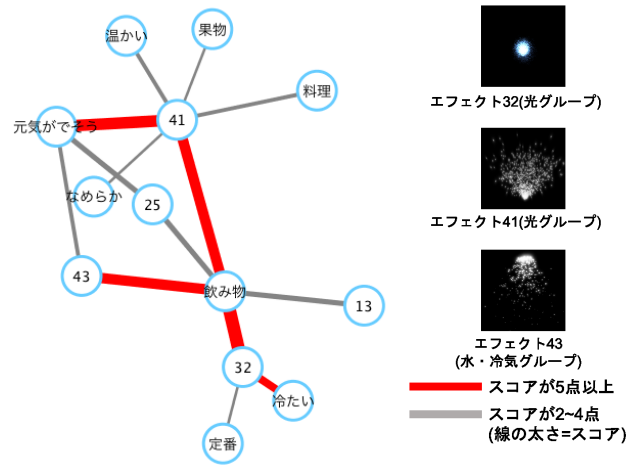 温かい
果物
料理
元気がでそう
41
なめらか
25
43
飲み物
13
32
冷たい
定番
エフェクト32(光グループ)
エフェクト41(光グループ)
エフェクト43
(水・冷気グループ)
スコアが5点以上
スコアが2~4点
(線の太さ=スコア)